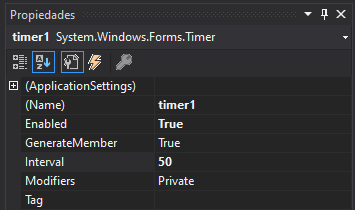 Propiedades
timer1 System.Windows.Forms.Timer
(ApplicationSettings)
(Name) timer1
Enabled True
GenerateMember True
Interval 50
Modifiers Private
Tag